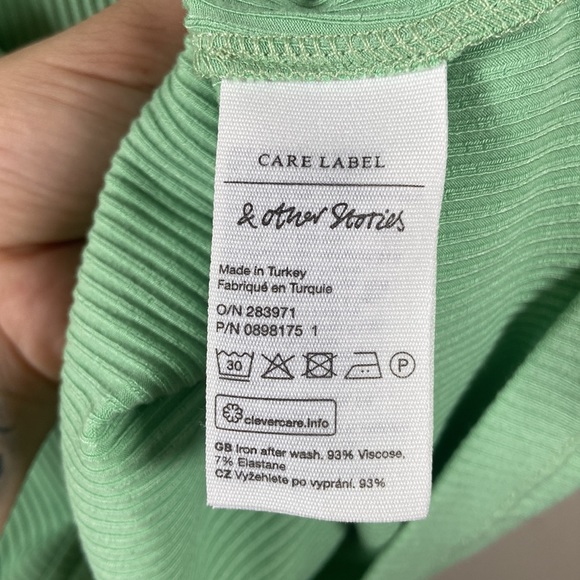 CARE LABEL
& other Stories
Made in Turkey
Fabriqué en Turquie
O/N 283971
P/N 0898175 1
30 P
clevercare.info
GB Iron after wash. 93% Viscose,
7% Elastane
CZ Vyžehlete po vyprání. 93%